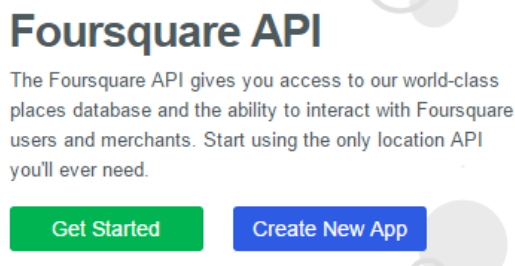 Foursquare API
The Foursquare API gives you access to our world-class
places database and the ability to interact with Foursquare
users and merchants. Start using the only location API
you'll ever need.
Get Started
Create New App